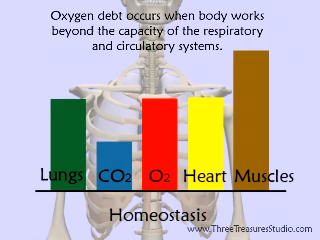 Oxygen debt occurs when body works
beyond the capacity of the respiratory
and circulatory systems.
Lungs CO2 O2 Heart Muscles
Homeostasis
www.ThreeTreasuresStudio.com